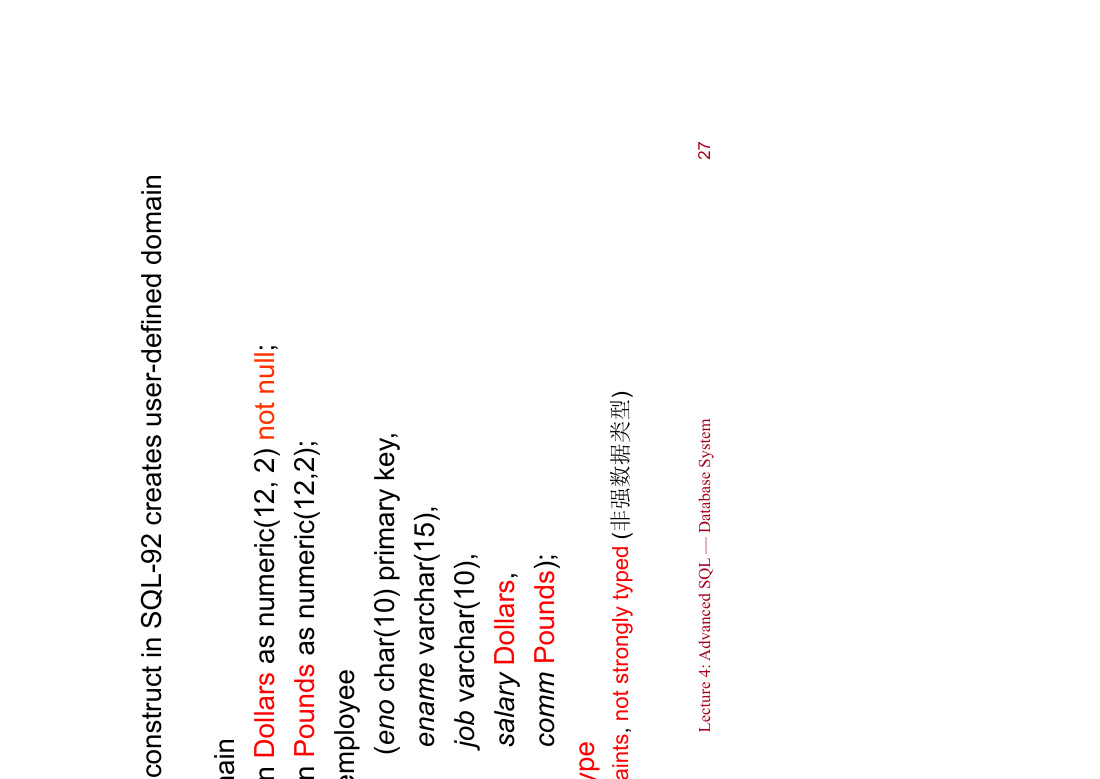 construct in SQL-92 creates user-defined domain
ain
n Dollars as numeric(12, 2) not null;
n Pounds as numeric(12,2);
employee
(eno char(10) primary key,
ename varchar(15),
job varchar(10),
salary Dollars,
comm Pounds);
ype
aints, not strongly typed (非强数据类型)
Lecture 4: Advanced SQL — Database System
27